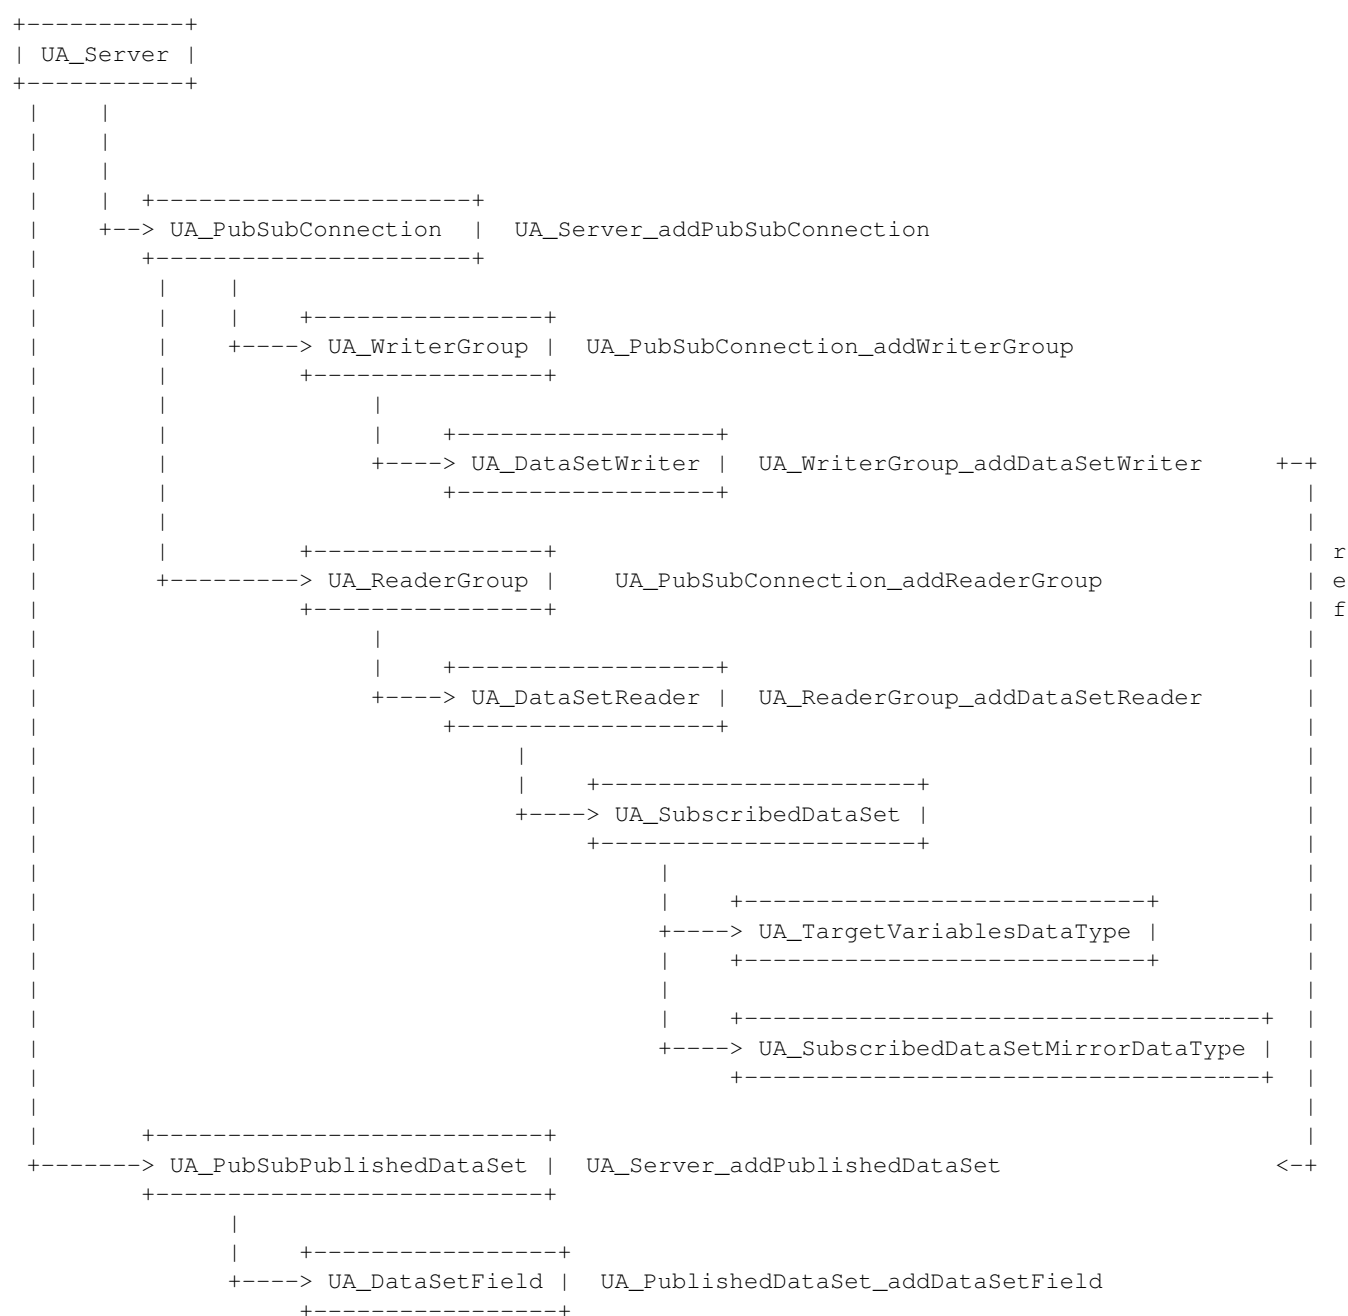 UA_Server
UA_PubSubConnection UA_Server_addPubSubConnection
UA_WriterGroup UA_PubSubConnection_addWriterGroup
UA_DataSetWriter UA_WriterGroup_addDataSetWriter
r
UA_ReaderGroup UA_PubSubConnection_addReaderGroup e
f
UA_DataSetReader UA_ReaderGroup_addDataSetReader
UA_SubscribedDataSet
UA_TargetVariablesDataType
UA_SubscribedDataSetMirrorDataType
UA_PubSubPublishedDataSet UA_Server_addPublishedDataSet
UA_DataSetField UA_PublishedDataSet_addDataSetField